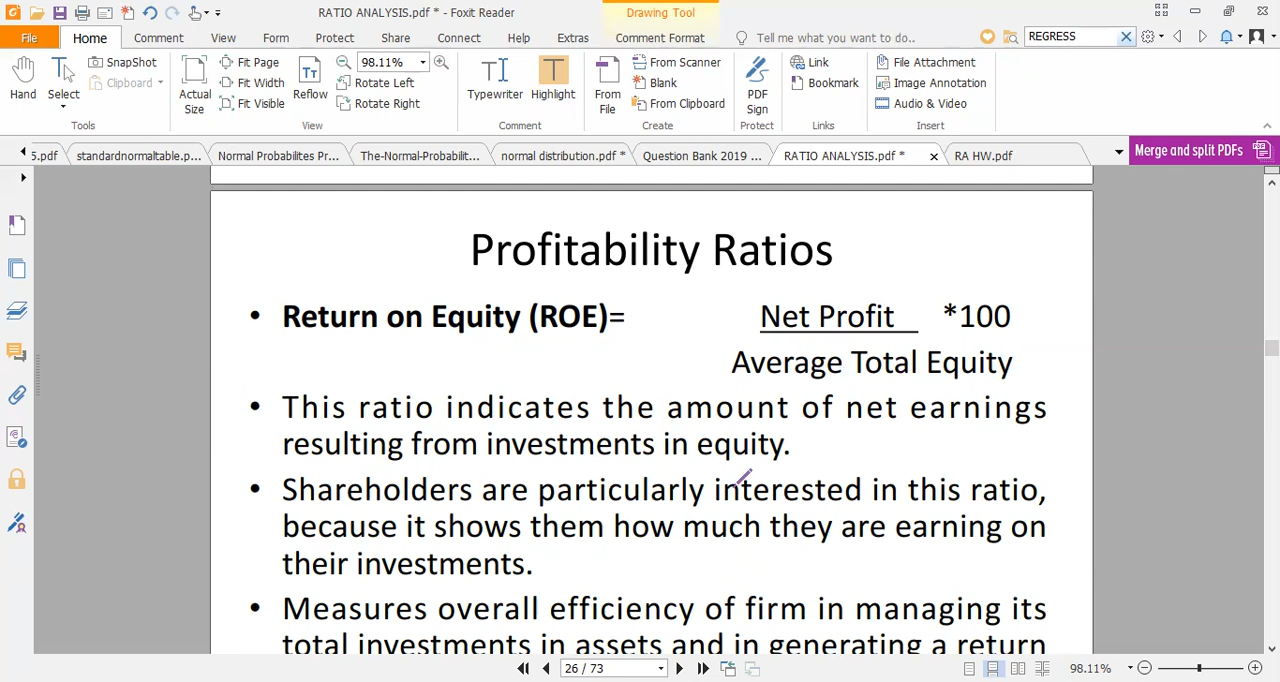 RATIO ANALYSIS.pdf * - Foxit Reader
Drawing Tool
File Home Comment View Form Protect Share Connect Help Extras Comment Format Tell me what you want to do.. REGRESS
Hand Select SnapShot Clipboard
Actual Size Fit Page Fit Width Fit Visible Reflow 98.11% Rotate Left Rotate Right
Typewriter Highlight
From File From Scanner Blank From Clipboard
PDF Sign
Link Bookmark
File Attachment Image Annotation Audio & Video
Tools View Comment Create Protect Links Insert
5.pdf standardnormaltable.p... Normal Probabilites Pr... The-Normal-Probabilit... normal distribution.pdf * Question Bank 2019 ... RATIO ANALYSIS.pdf * RA HW.pdf Merge and split PDFs
Profitability Ratios
• Return on Equity (ROE)= Net Profit *100
Average Total Equity
• This ratio indicates the amount of net earnings
resulting from investments in equity.
• Shareholders are particularly interested in this ratio,
because it shows them how much they are earning on
their investments.
• Measures overall efficiency of firm in managing its
total investments in assets and in generating a return
26 / 73 98.11%